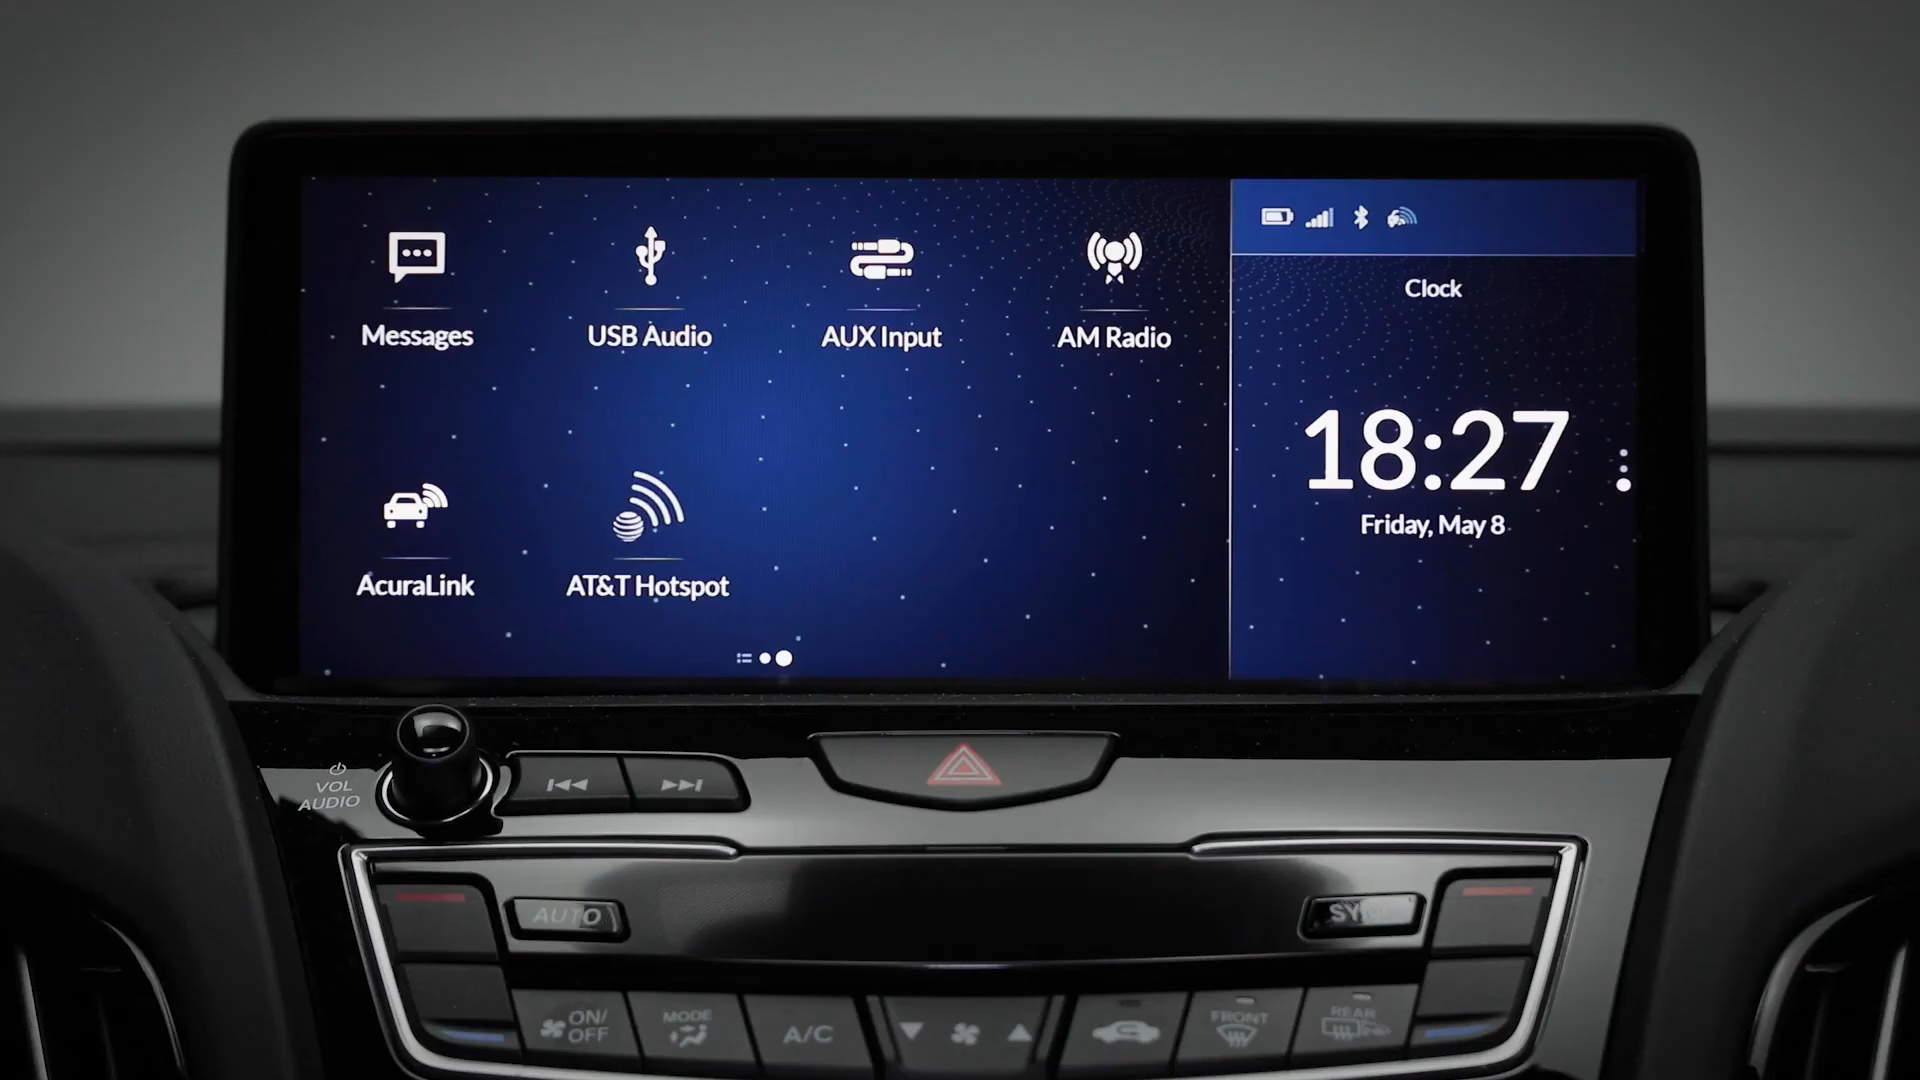 Messages
USB Audio
AUX Input
AM Radio
AcuraLink
AT&T Hotspot
Clock
18:27
Friday, May 8
VOL
AUDIO
AUTO
SYNC
ON/
OFF
MODE
A/C
FRONT
REAR